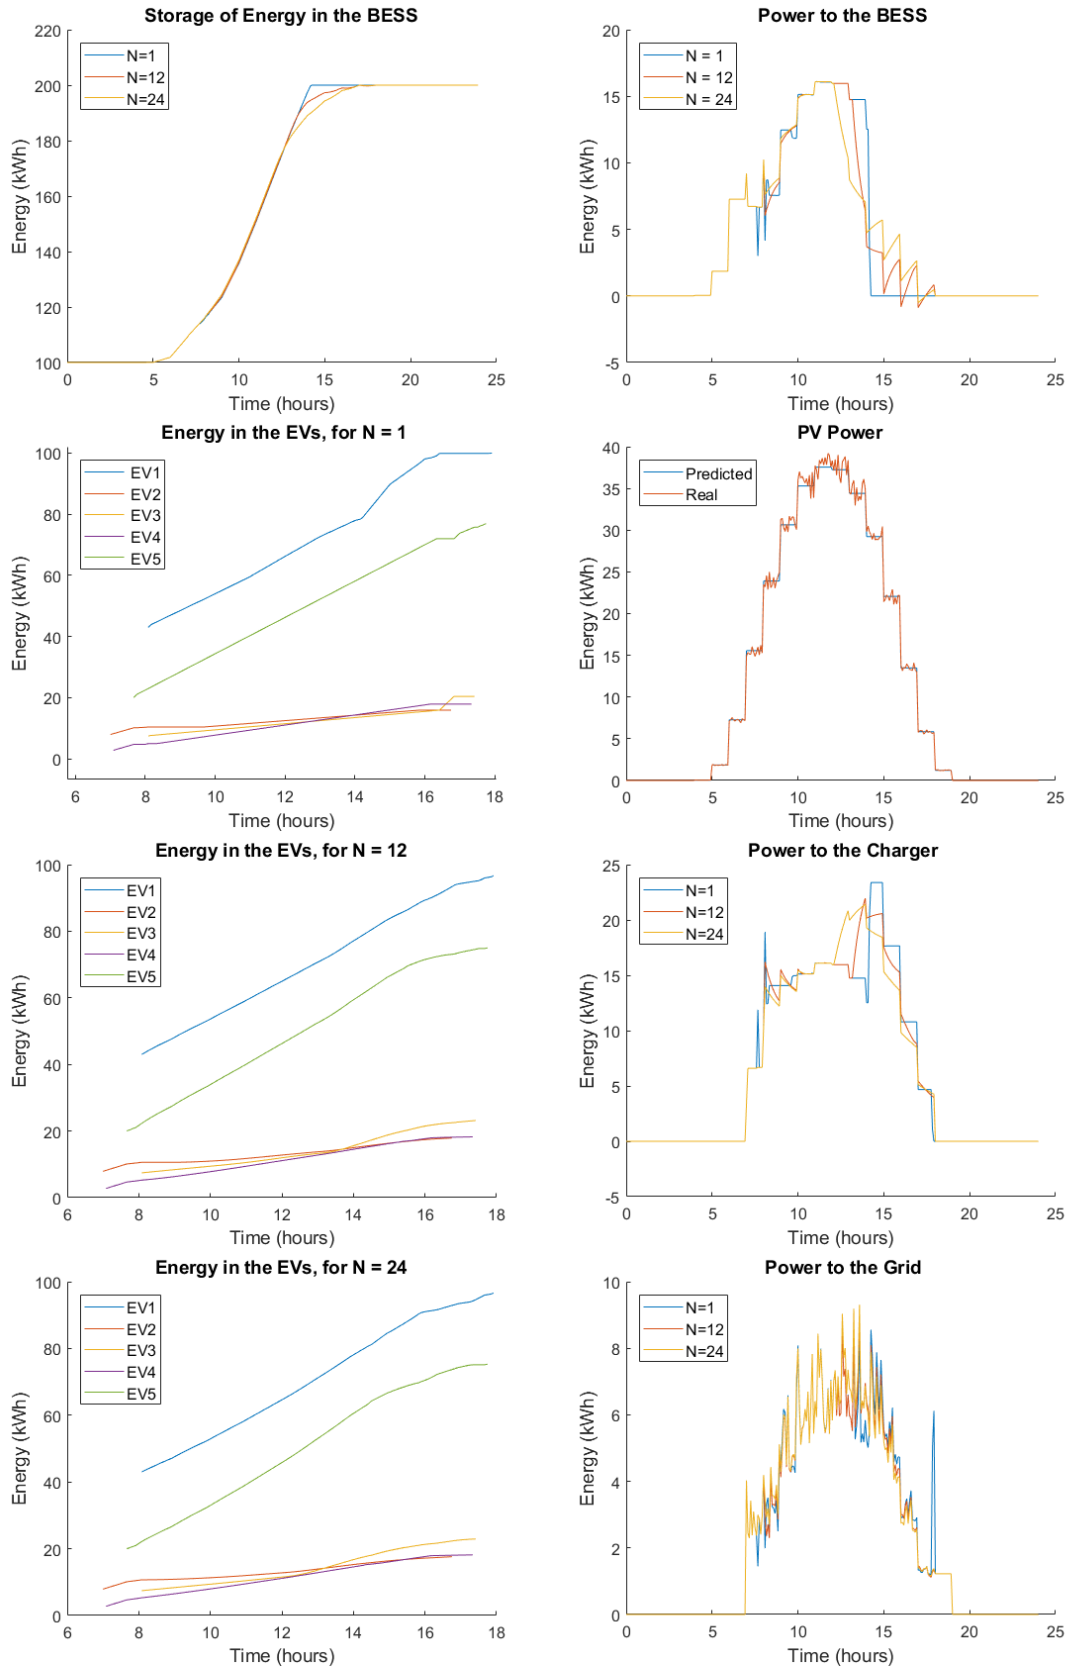 Storage of Energy in the BESS
220
200
180
160
140
120
100
0 5 10 15 20 25
Energy (kWh)
Time (hours)
N=1
N=12
N=24
Power to the BESS
20
15
10
5
0
-5
0 5 10 15 20 25
Energy (kWh)
Time (hours)
N = 1
N = 12
N = 24
Energy in the EVs, for N = 1
100
80
60
40
20
0
6 8 10 12 14 16 18
Energy (kWh)
Time (hours)
EV1
EV2
EV3
EV4
EV5
PV Power
40
35
30
25
20
15
10
5
0
0 5 10 15 20 25
Energy (kWh)
Time (hours)
Predicted
Real
Energy in the EVs, for N = 12
100
80
60
40
20
0
6 8 10 12 14 16 18
Energy (kWh)
Time (hours)
EV1
EV2
EV3
EV4
EV5
Power to the Charger
25
20
15
10
5
0
-5
0 5 10 15 20 25
Energy (kWh)
Time (hours)
N=1
N=12
N=24
Energy in the EVs, for N = 24
100
80
60
40
20
0
6 8 10 12 14 16 18
Energy (kWh)
Time (hours)
EV1
EV2
EV3
EV4
EV5
Power to the Grid
10
8
6
4
2
0
0 5 10 15 20 25
Energy (kWh)
Time (hours)
N=1
N=12
N=24